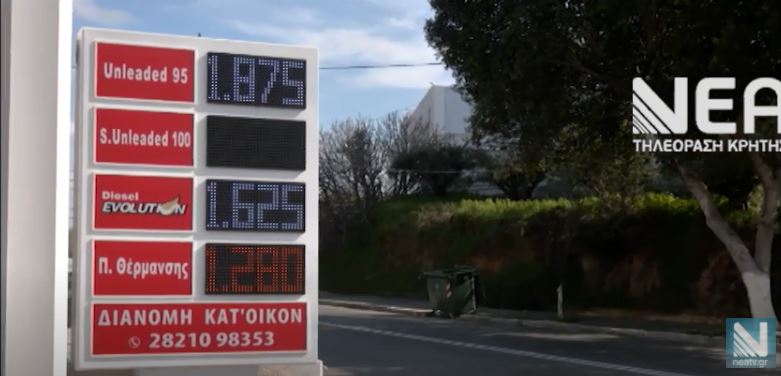 Unleaded 95 1.875
S.Unleaded 100
Diesel
EVOLUTION 1.625
Π. Θέρμανσης 1.280
ΔΙΑΝΟΜΗ ΚΑΤ'ΟΙΚΟΝ
28210 98353
ΝΕΑ
ΤΗΛΕΟΡΑΣΗ ΚΡΗΤΗΣ
neatv.gr